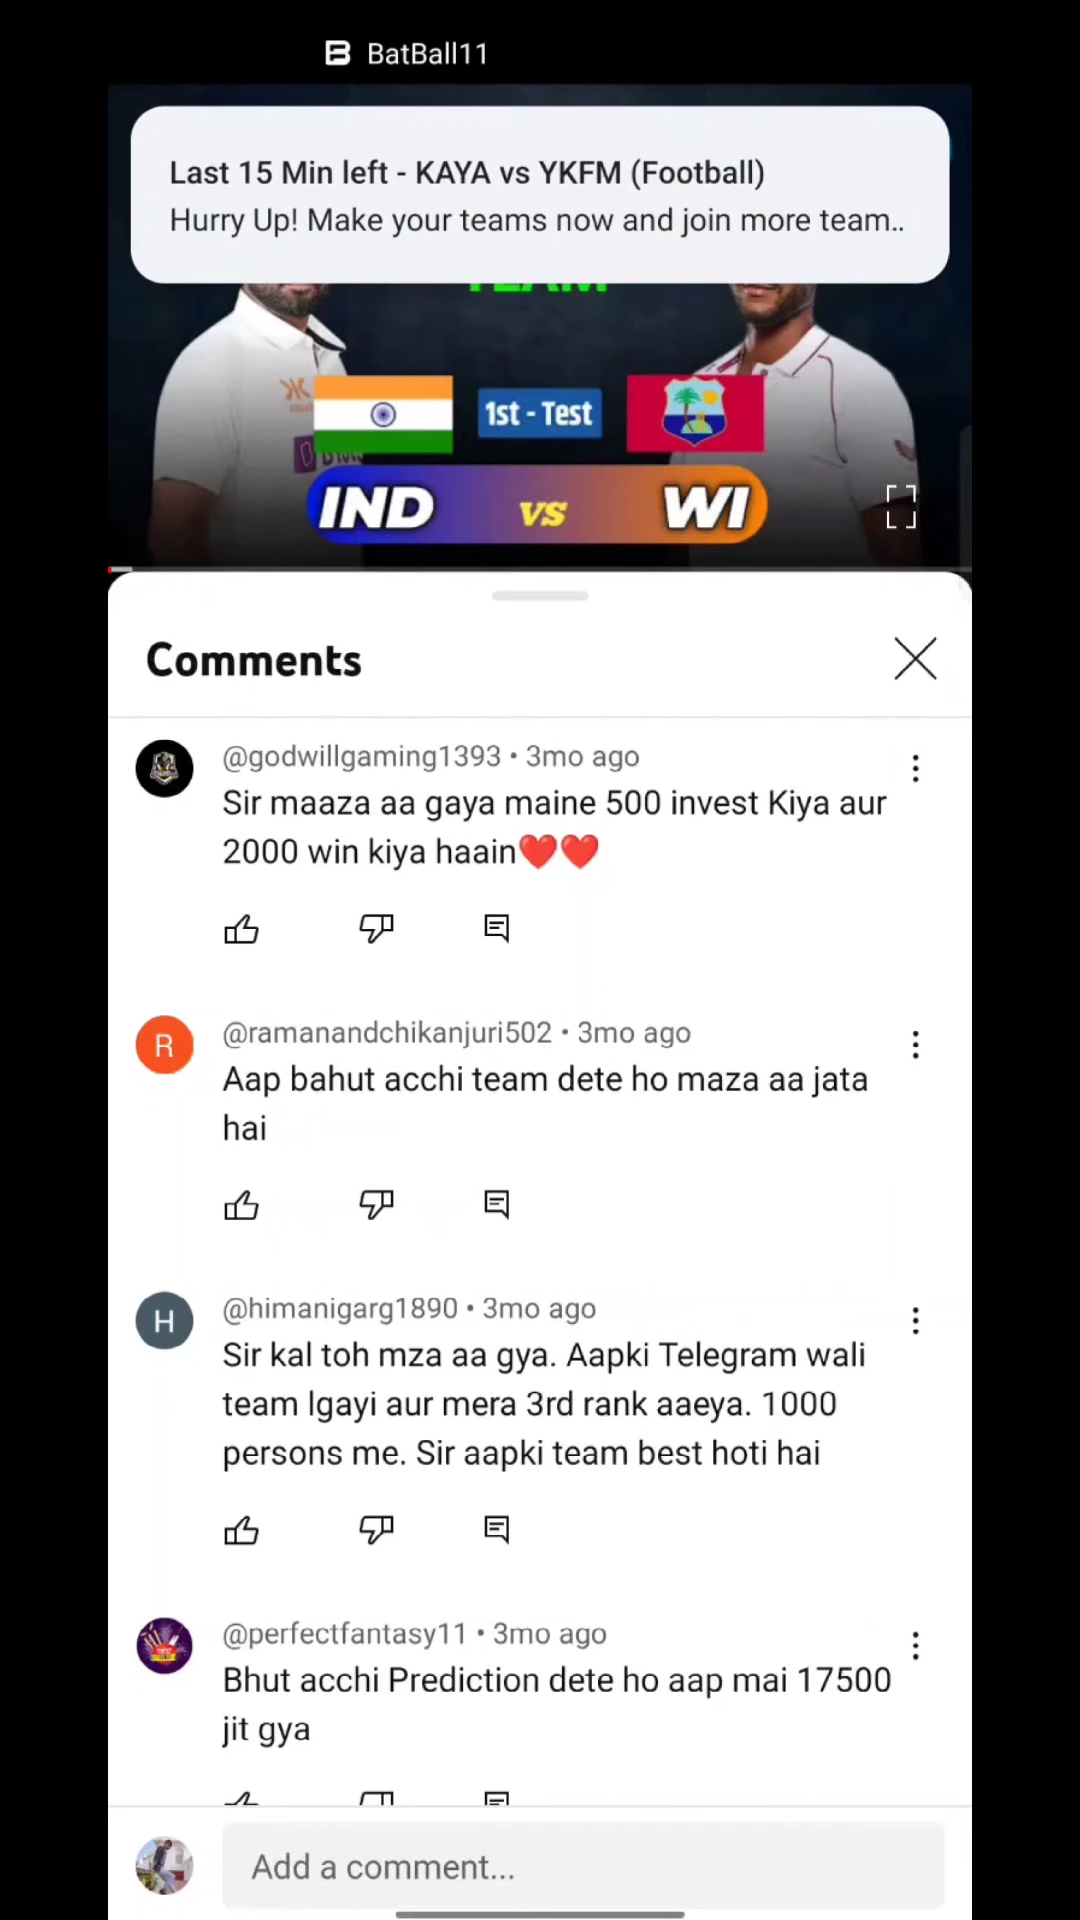 BatBall11
Last 15 Min left - KAYA vs YKFM (Football)
Hurry Up! Make your teams now and join more team..
TEAM
1st - Test
IND vs WI
Comments
@godwillgaming1393 • 3mo ago
Sir maaza aa gaya maine 500 invest Kiya aur
2000 win kiya haain❤️❤️
R
@ramanandchikanjuri502 • 3mo ago
Aap bahut acchi team dete ho maza aa jata
hai
H
@himanigarg1890 • 3mo ago
Sir kal toh mza aa gya. Aapki Telegram wali
team lgayi aur mera 3rd rank aaeya. 1000
persons me. Sir aapki team best hoti hai
@perfectfantasy11 • 3mo ago
Bhut acchi Prediction dete ho aap mai 17500
jit gya
Add a comment...